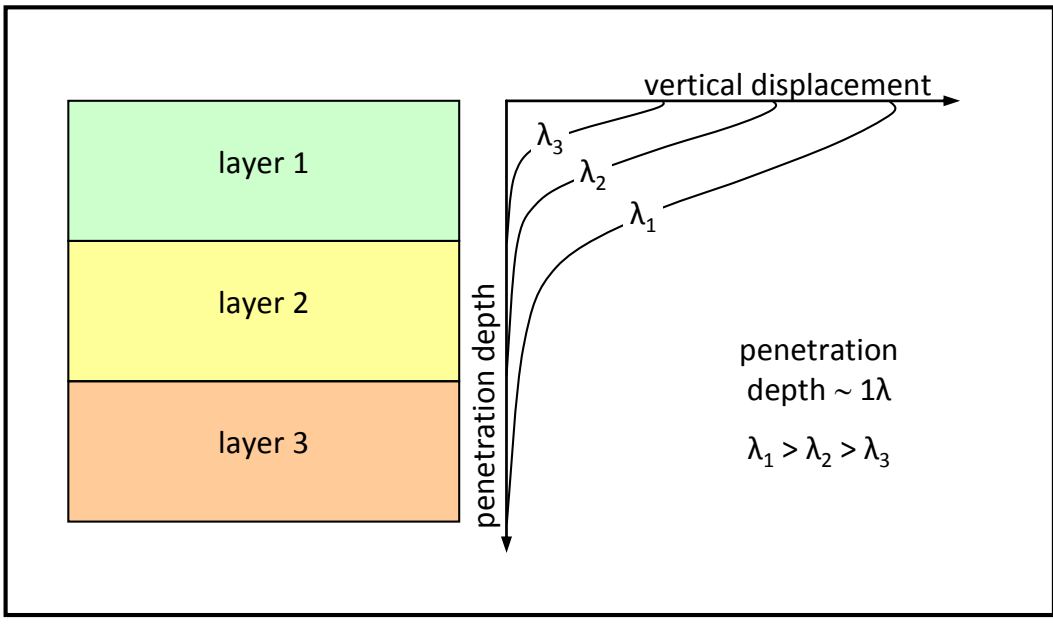 vertical displacement
layer 1
λ3
λ2
λ1
layer 2
penetration depth
penetration
depth ~ 1λ
layer 3
λ1 > λ2 > λ3